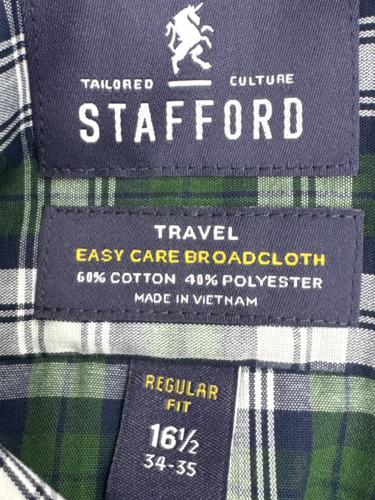 TAILORED CULTURE
STAFFORD
TRAVEL
EASY CARE BROADCLOTH
60% COTTON 40% POLYESTER
MADE IN VIETNAM
REGULAR
FIT
16½
34-35